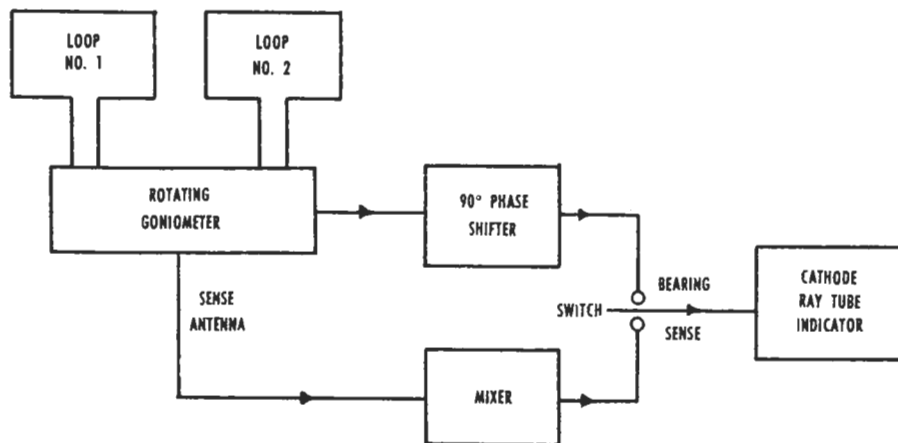 LOOP
NO. 1
LOOP
NO. 2
ROTATING
GONIOMETER
90° PHASE
SHIFTER
SENSE
ANTENNA
BEARING
SWITCH
SENSE
CATHODE
RAY TUBE
INDICATOR
MIXER